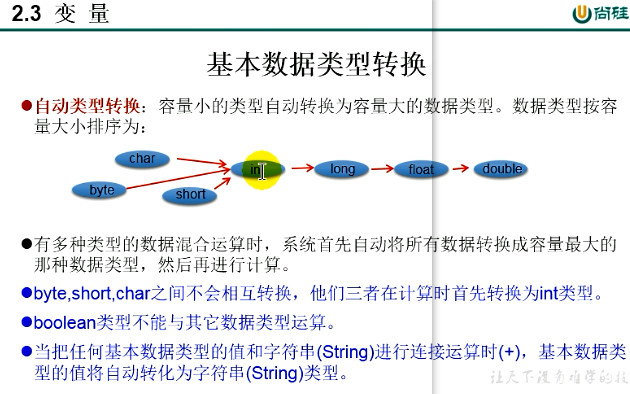 2.3 变 量
尚硅
基本数据类型转换
●自动类型转换：容量小的类型自动转换为容量大的数据类型。数据类型按容
量大小排序为：
char
int
long
float
double
byte
short
●有多种类型的数据混合运算时，系统首先自动将所有数据转换成容量最大的
那种数据类型，然后再进行计算。
●byte,short,char之间不会相互转换，他们三者在计算时首先转换为int类型。
●boolean类型不能与其它数据类型运算。
●当把任何基本数据类型的值和字符串(String)进行连接运算时(+)，基本数据类
型的值将自动转化为字符串(String)类型。
让天下没有难学的技